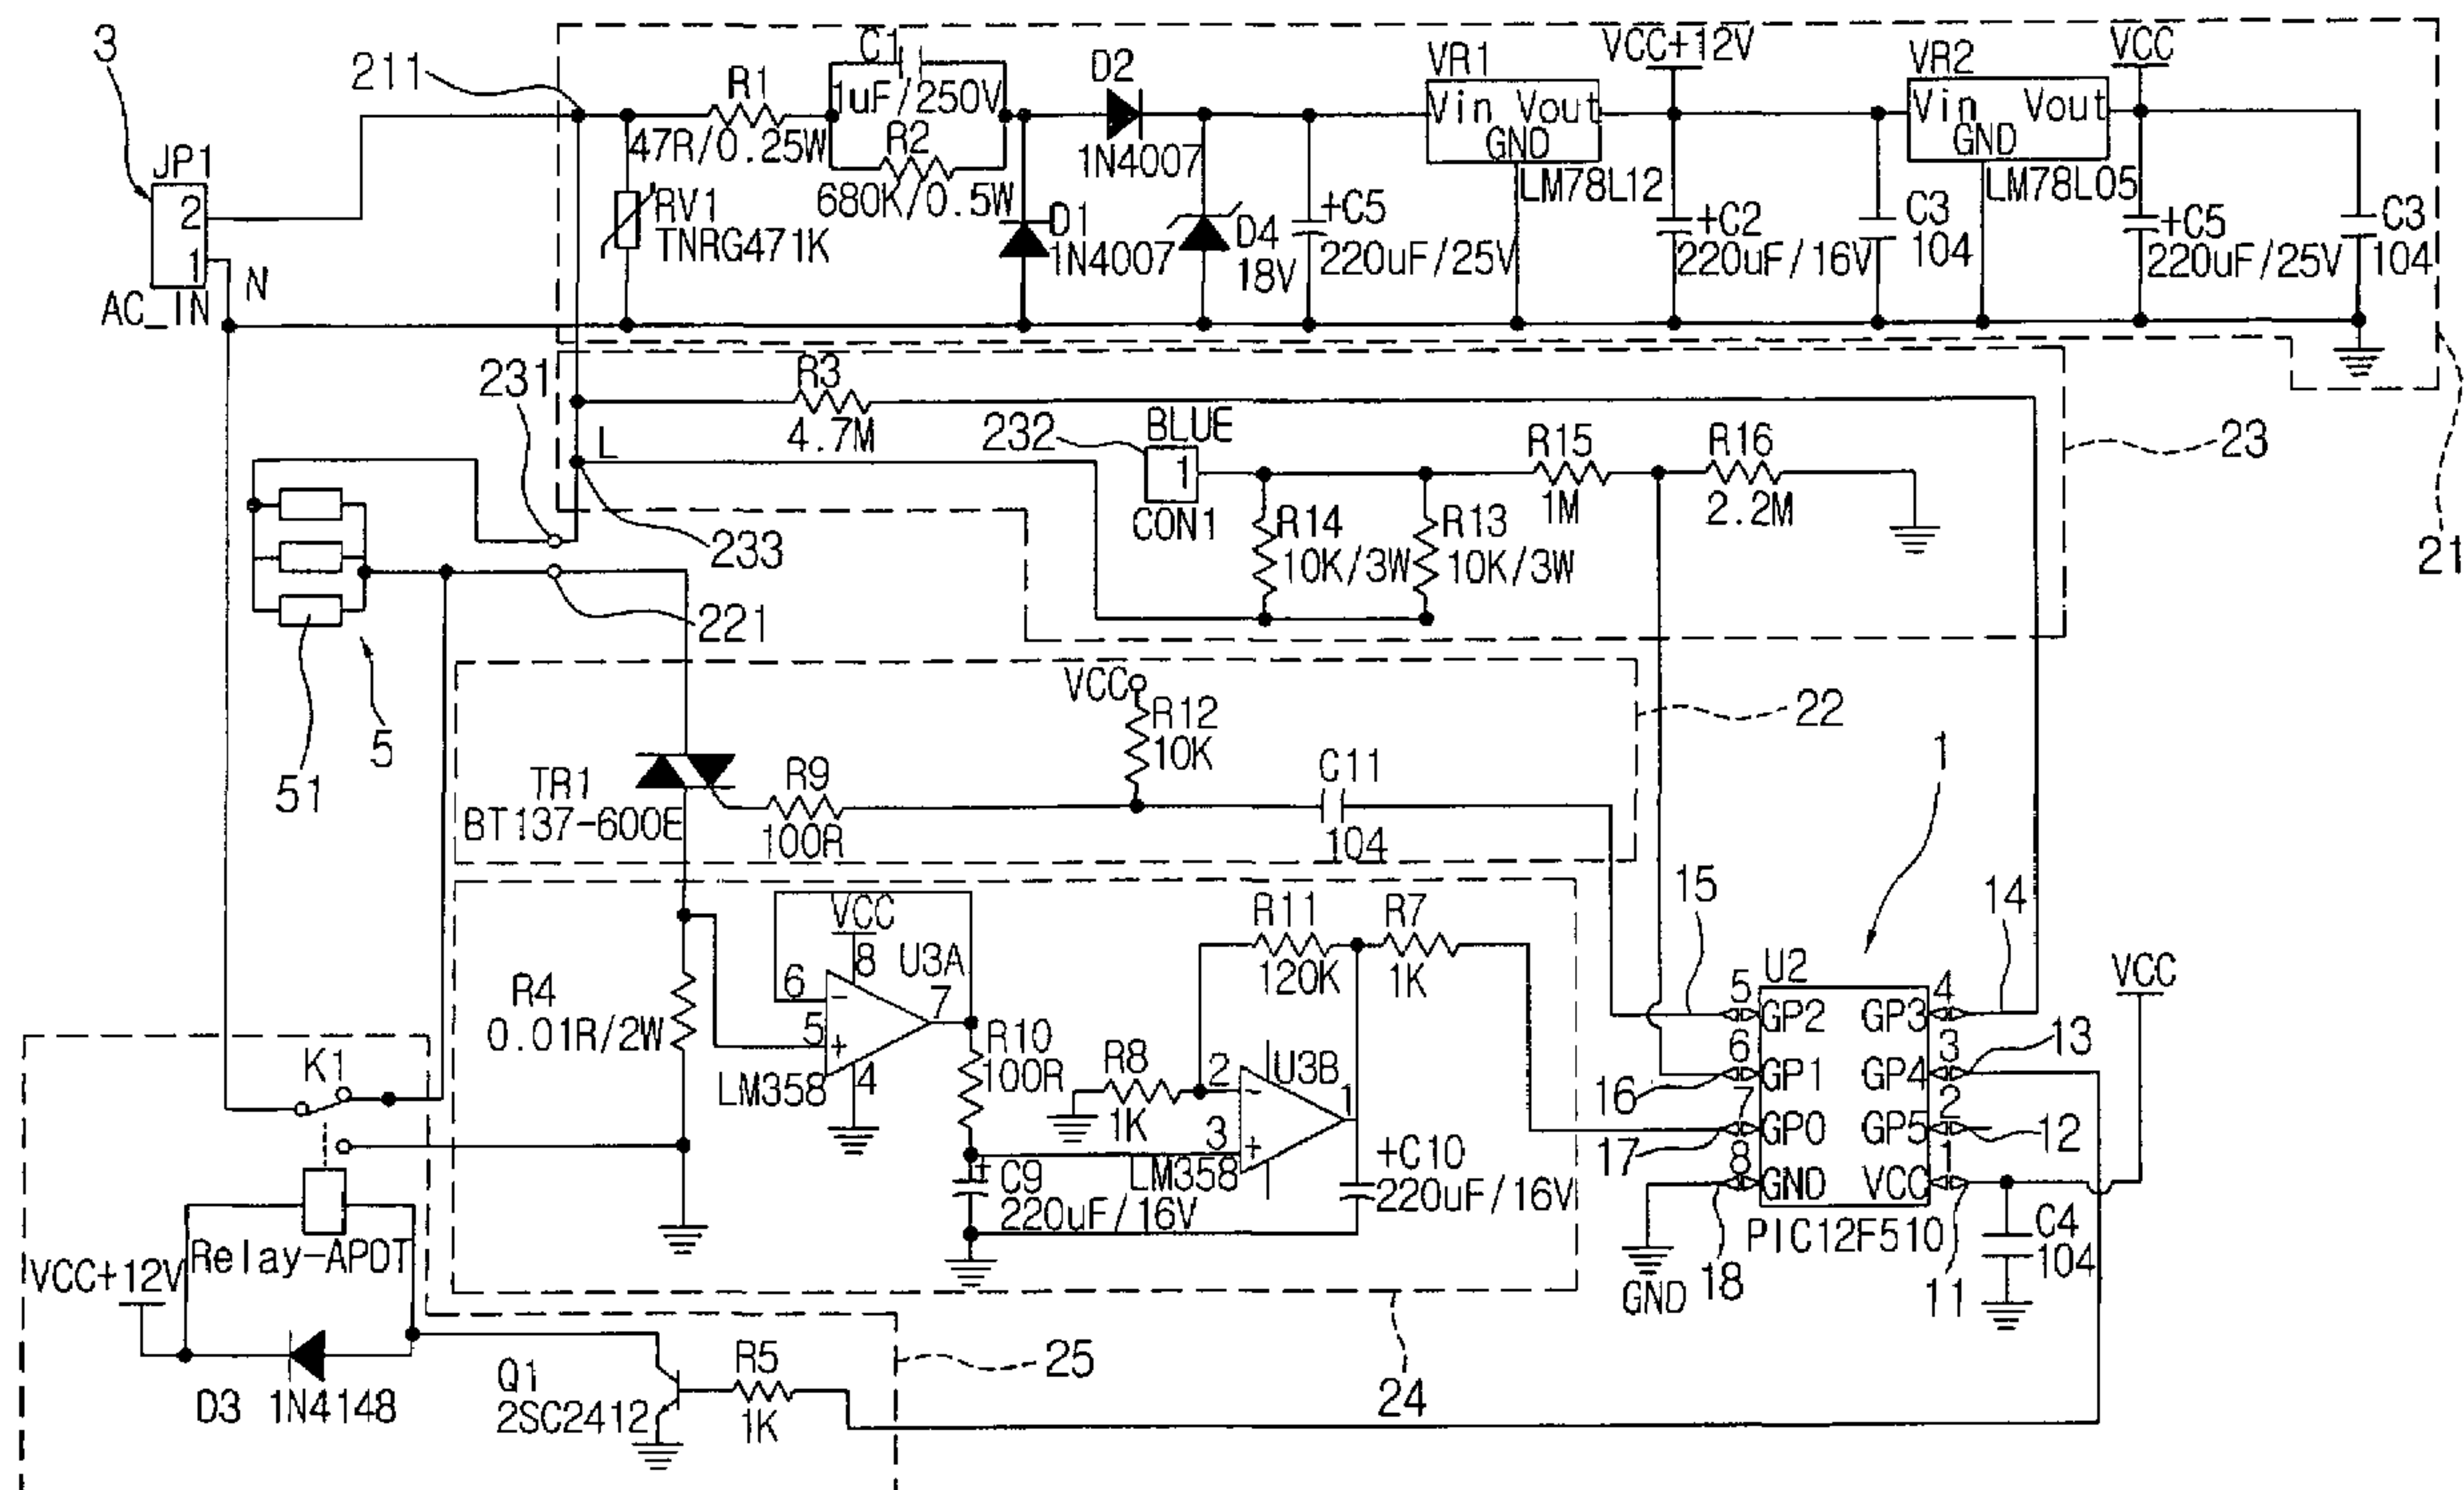 3
211
C1
1uF/250V
R1
47R/0.25W
R2
680K/0.5W
D2
1N4007
VR1
Vin Vout
GND
LM78L12
VCC+12V
VR2
Vin Vout
GND
LM78L05
VCC
JP1
2
1
N
AC_IN
RV1
TNRG471K
D1
1N4007
D4
18V
+C5
220uF/25V
+C2
220uF/16V
C3
104
+C5
220uF/25V
C3
104
231
R3
4.7M
L
232
BLUE
1
CON1
R15
1M
R16
2.2M
23
21
R14
10K/3W
R13
10K/3W
233
221
5
51
VCC
R12
10K
22
TR1
BT137-600E
R9
100R
C11
104
1
15
14
VCC
8
U3A
6
-
5
+
7
4
LM358
R4
0.01R/2W
R10
100R
R11
120K
R7
1K
R8
1K
2
-
3
+
U3B
1
LM358
+
C9
220uF/16V
+C10
220uF/16V
U2
5
GP2
GP3
4
6
GP1
GP4
3
13
16
7
GP0
GP5
2
12
17
8
GND
VCC
1
18
11
PIC12F510
GND
VCC
C4
104
K1
Relay-APDT
VCC+12V
D3 1N4148
Q1
2SC2412
R5
1K
25
24